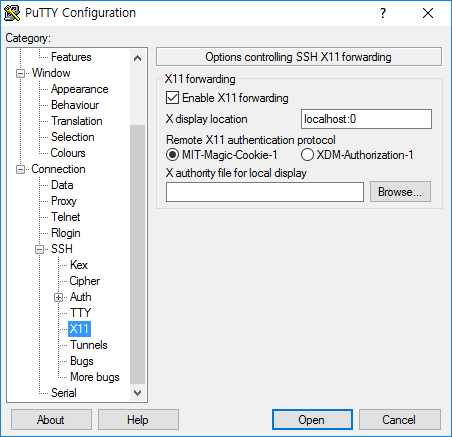 PuTTY Configuration
?
Category:
Features
Window
Appearance
Behaviour
Translation
Selection
Colours
Connection
Data
Proxy
Telnet
Rlogin
SSH
Kex
Cipher
Auth
TTY
X11
Tunnels
Bugs
More bugs
Serial
Options controlling SSH X11 forwarding
X11 forwarding
Enable X11 forwarding
X display location localhost:0
Remote X11 authentication protocol
MIT-Magic-Cookie-1 XDM-Authorization-1
X authority file for local display
Browse...
About Help Open Cancel